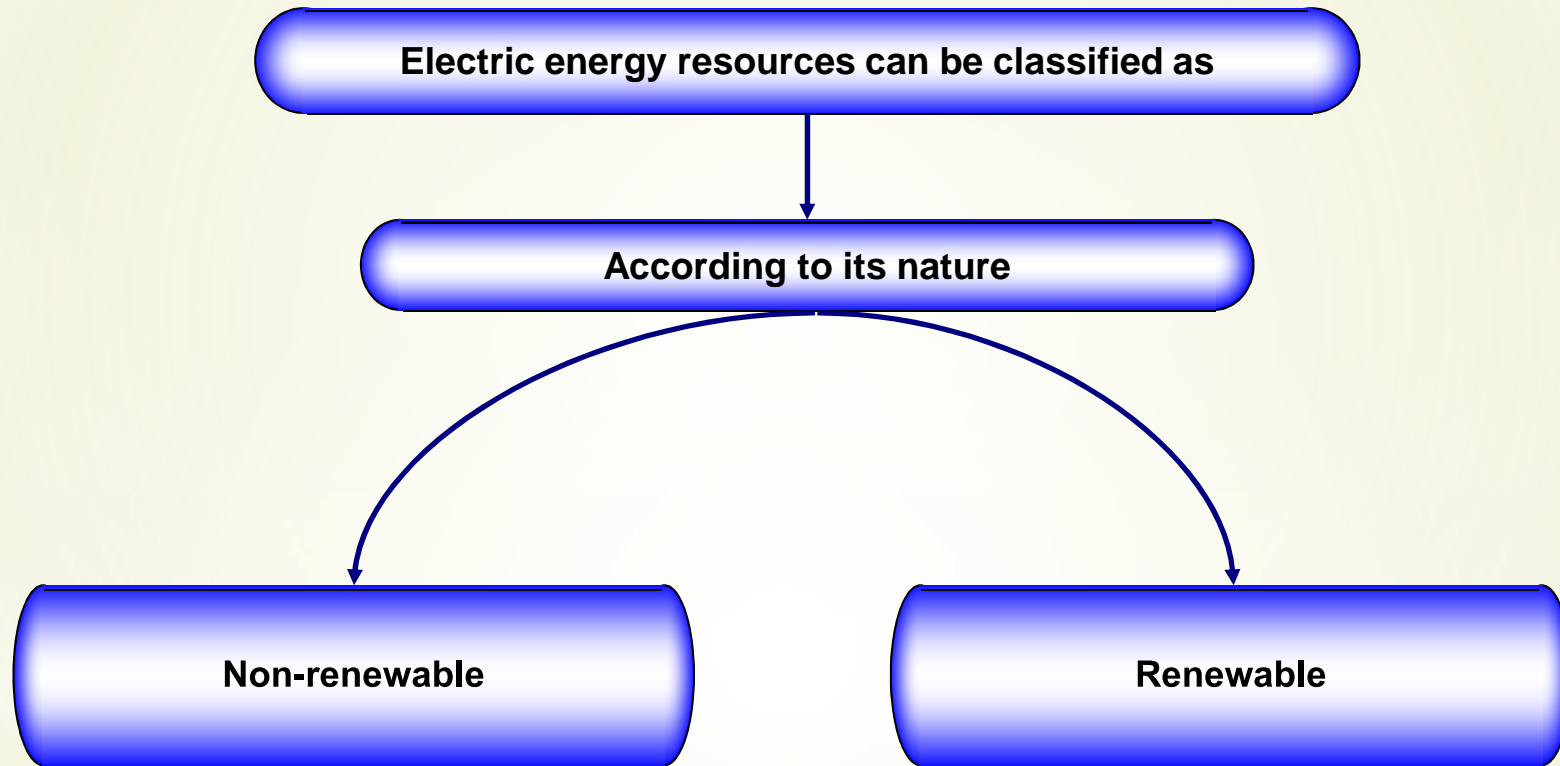 Electric energy resources can be classified as
According to its nature
Non-renewable
Renewable